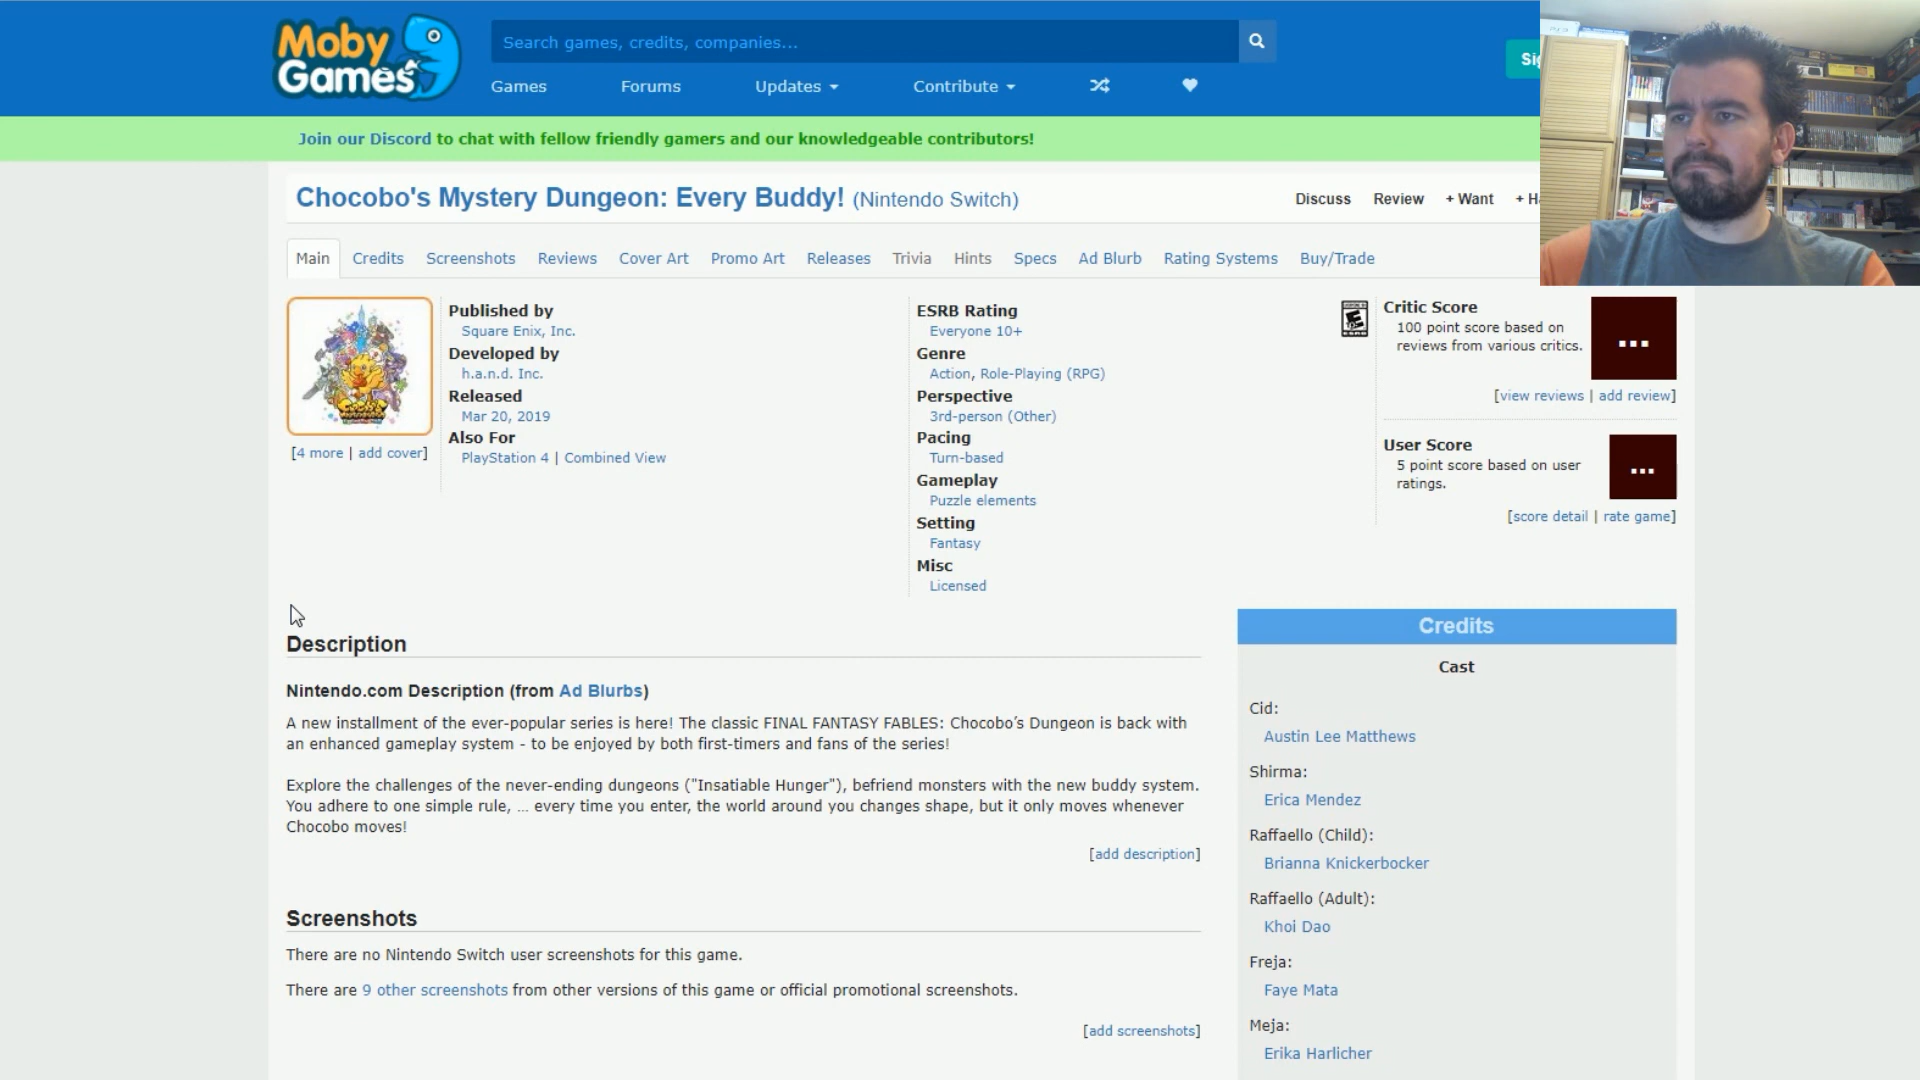 Moby Games
Search games, credits, companies...
Games Forums Updates Contribute
Join our Discord to chat with fellow friendly gamers and our knowledgeable contributors!
Chocobo's Mystery Dungeon: Every Buddy! (Nintendo Switch)
Discuss Review + Want
Main Credits Screenshots Reviews Cover Art Promo Art Releases Trivia Hints Specs Ad Blurb Rating Systems Buy/Trade
[4 more | add cover]
Published by
Square Enix, Inc.
Developed by
h.a.n.d. Inc.
Released
Mar 20, 2019
Also For
PlayStation 4 | Combined View
ESRB Rating
Everyone 10+
Genre
Action, Role-Playing (RPG)
Perspective
3rd-person (Other)
Pacing
Turn-based
Gameplay
Puzzle elements
Setting
Fantasy
Misc
Licensed
Critic Score
100 point score based on
reviews from various critics.
...
[view reviews | add review]
User Score
5 point score based on user
ratings.
...
[score detail | rate game]
Description
Nintendo.com Description (from Ad Blurbs)
A new installment of the ever-popular series is here! The classic FINAL FANTASY FABLES: Chocobo’s Dungeon is back with
an enhanced gameplay system - to be enjoyed by both first-timers and fans of the series!
Explore the challenges of the never-ending dungeons ("Insatiable Hunger"), befriend monsters with the new buddy system.
You adhere to one simple rule, … every time you enter, the world around you changes shape, but it only moves whenever
Chocobo moves!
[add description]
Screenshots
There are no Nintendo Switch user screenshots for this game.
There are 9 other screenshots from other versions of this game or official promotional screenshots.
[add screenshots]
Credits
Cast
Cid:
Austin Lee Matthews
Shirma:
Erica Mendez
Raffaello (Child):
Brianna Knickerbocker
Raffaello (Adult):
Khoi Dao
Freja:
Faye Mata
Meja:
Erika Harlicher